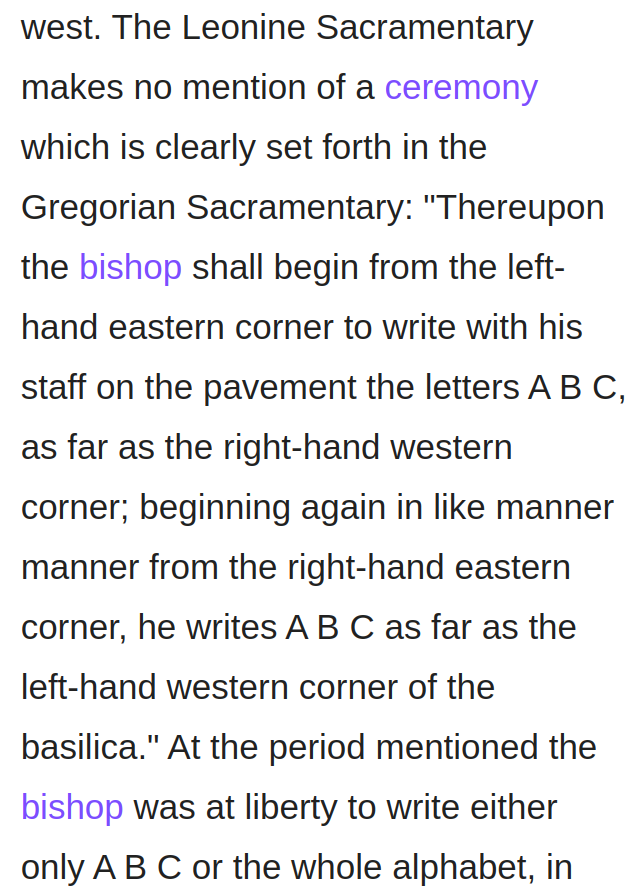 west. The Leonine Sacramentary
makes no mention of a ceremony
which is clearly set forth in the
Gregorian Sacramentary: "Thereupon
the bishop shall begin from the left-
hand eastern corner to write with his
staff on the pavement the letters A B C,
as far as the right-hand western
corner; beginning again in like manner
manner from the right-hand eastern
corner, he writes A B C as far as the
left-hand western corner of the
basilica." At the period mentioned the
bishop was at liberty to write either
only A B C or the whole alphabet, in